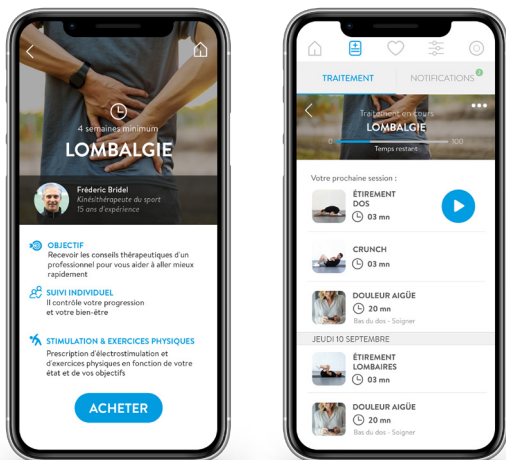 4 semaines minimum
LOMBALGIE
Fréderic Bridel
Kinésithérapeute du sport
15 ans d'expérience
OBJECTIF
Recevoir les conseils thérapeutiques d'un
professionnel pour vous aider à aller mieux
rapidement
SUIVI INDIVIDUEL
Il contrôle votre progression
et votre bien-être
STIMULATION & EXERCICES PHYSIQUES
Prescription d'électrostimulation et
d'exercices physiques en fonction de votre
état et de vos objectifs
ACHETER
TRAITEMENT
NOTIFICATIONS
Traitement en cours
LOMBALGIE
0
100
Temps restant
Votre prochaine session :
ÉTIREMENT
DOS
03 mn
CRUNCH
03 mn
DOULEUR AIGÜE
20 mn
Bas du dos - Soigner
JEUDI 10 SEPTEMBRE
ÉTIREMENT
LOMBAIRES
03 mn
DOULEUR AIGÜE
20 mn
Bas du dos - Soigner